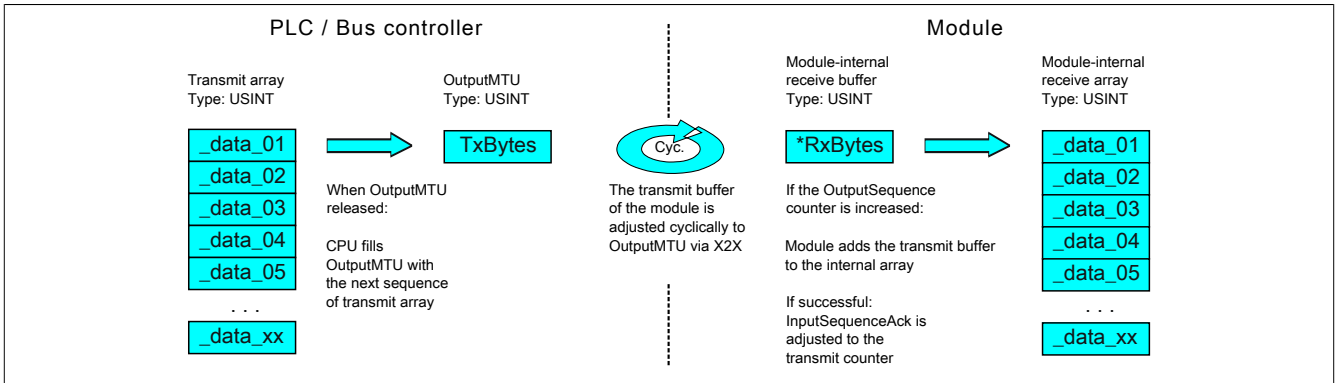 PLC / Bus controller
Module
Transmit array
Type: USINT
OutputMTU
Type: USINT
Module-internal
receive buffer
Type: USINT
Module-internal
receive array
Type: USINT
_data_01
_data_02
_data_03
_data_04
_data_05
. . .
_data_xx
When OutputMTU
released:
CPU fills
OutputMTU with
the next sequence
of transmit array
TxBytes
Cyc.
The transmit buffer
of the module is
adjusted cyclically to
OutputMTU via X2X
*RxBytes
If the OutputSequence
counter is increased:
Module adds the transmit buffer
to the internal array
If successful:
InputSequenceAck is
adjusted to the
transmit counter
_data_01
_data_02
_data_03
_data_04
_data_05
. . .
_data_xx